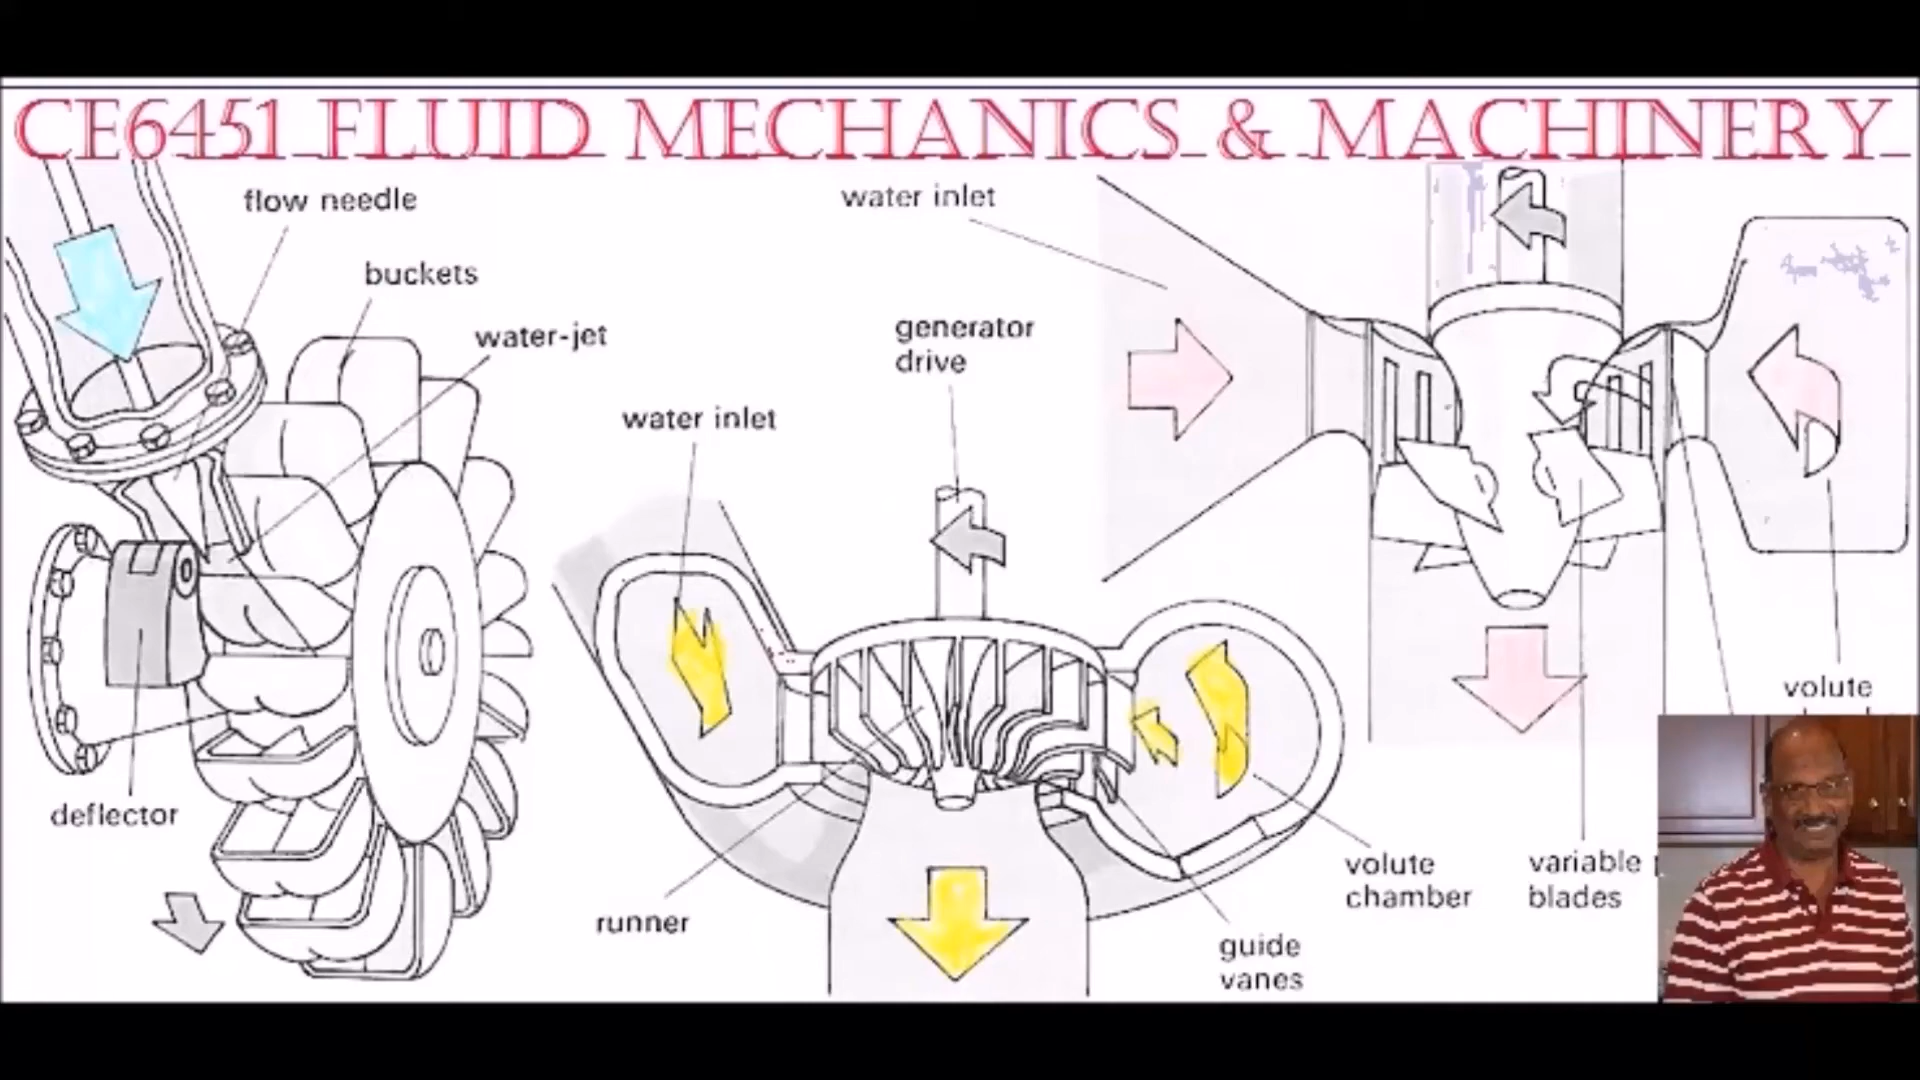 CE6451 FLUID MECHANICS & MACHINERY
flow needle
buckets
water-jet
deflector
water inlet
generator
drive
water inlet
runner
volute
chamber
guide
vanes
variable
blades
volute